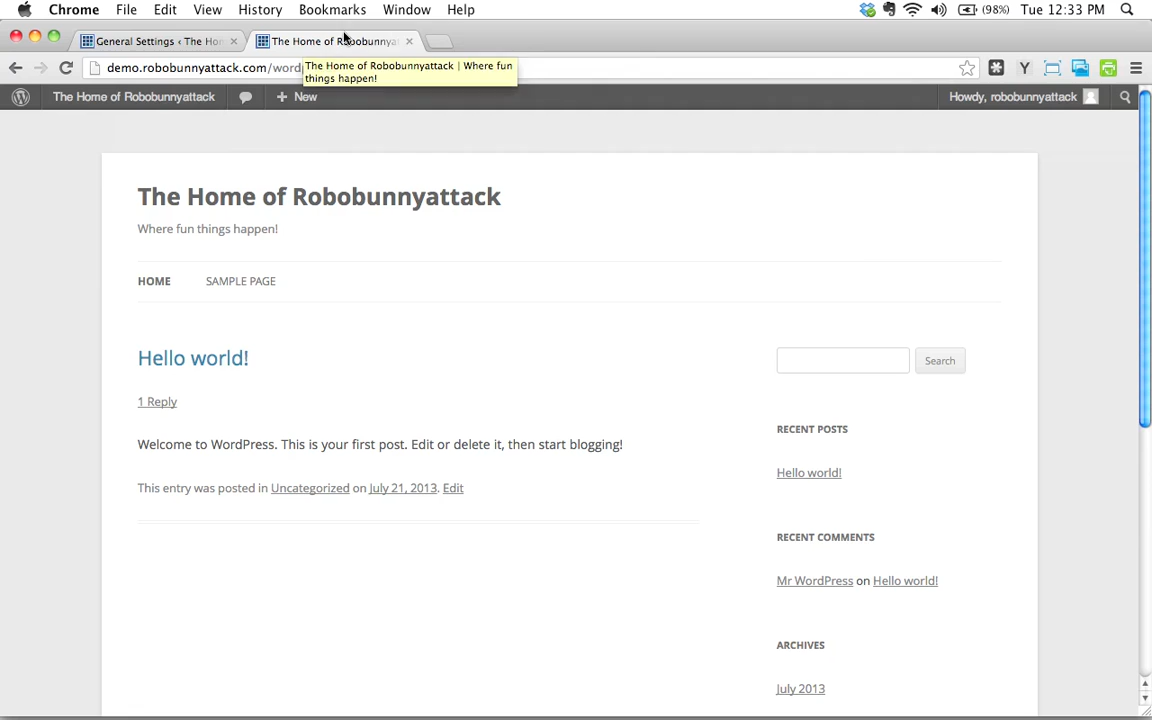 Chrome File Edit View History Bookmarks Window Help (98%) Tue 12:33 PM
General Settings ‹ The Hom The Home of Robobunnyat
demo.robobunnyattack.com/word
The Home of Robobunnyattack | Where fun
things happen!
The Home of Robobunnyattack + New Howdy, robobunnyattack
The Home of Robobunnyattack
Where fun things happen!
HOME SAMPLE PAGE
Hello world!
Search
1 Reply
RECENT POSTS
Welcome to WordPress. This is your first post. Edit or delete it, then start blogging!
Hello world!
This entry was posted in Uncategorized on July 21, 2013. Edit
RECENT COMMENTS
Mr WordPress on Hello world!
ARCHIVES
July 2013